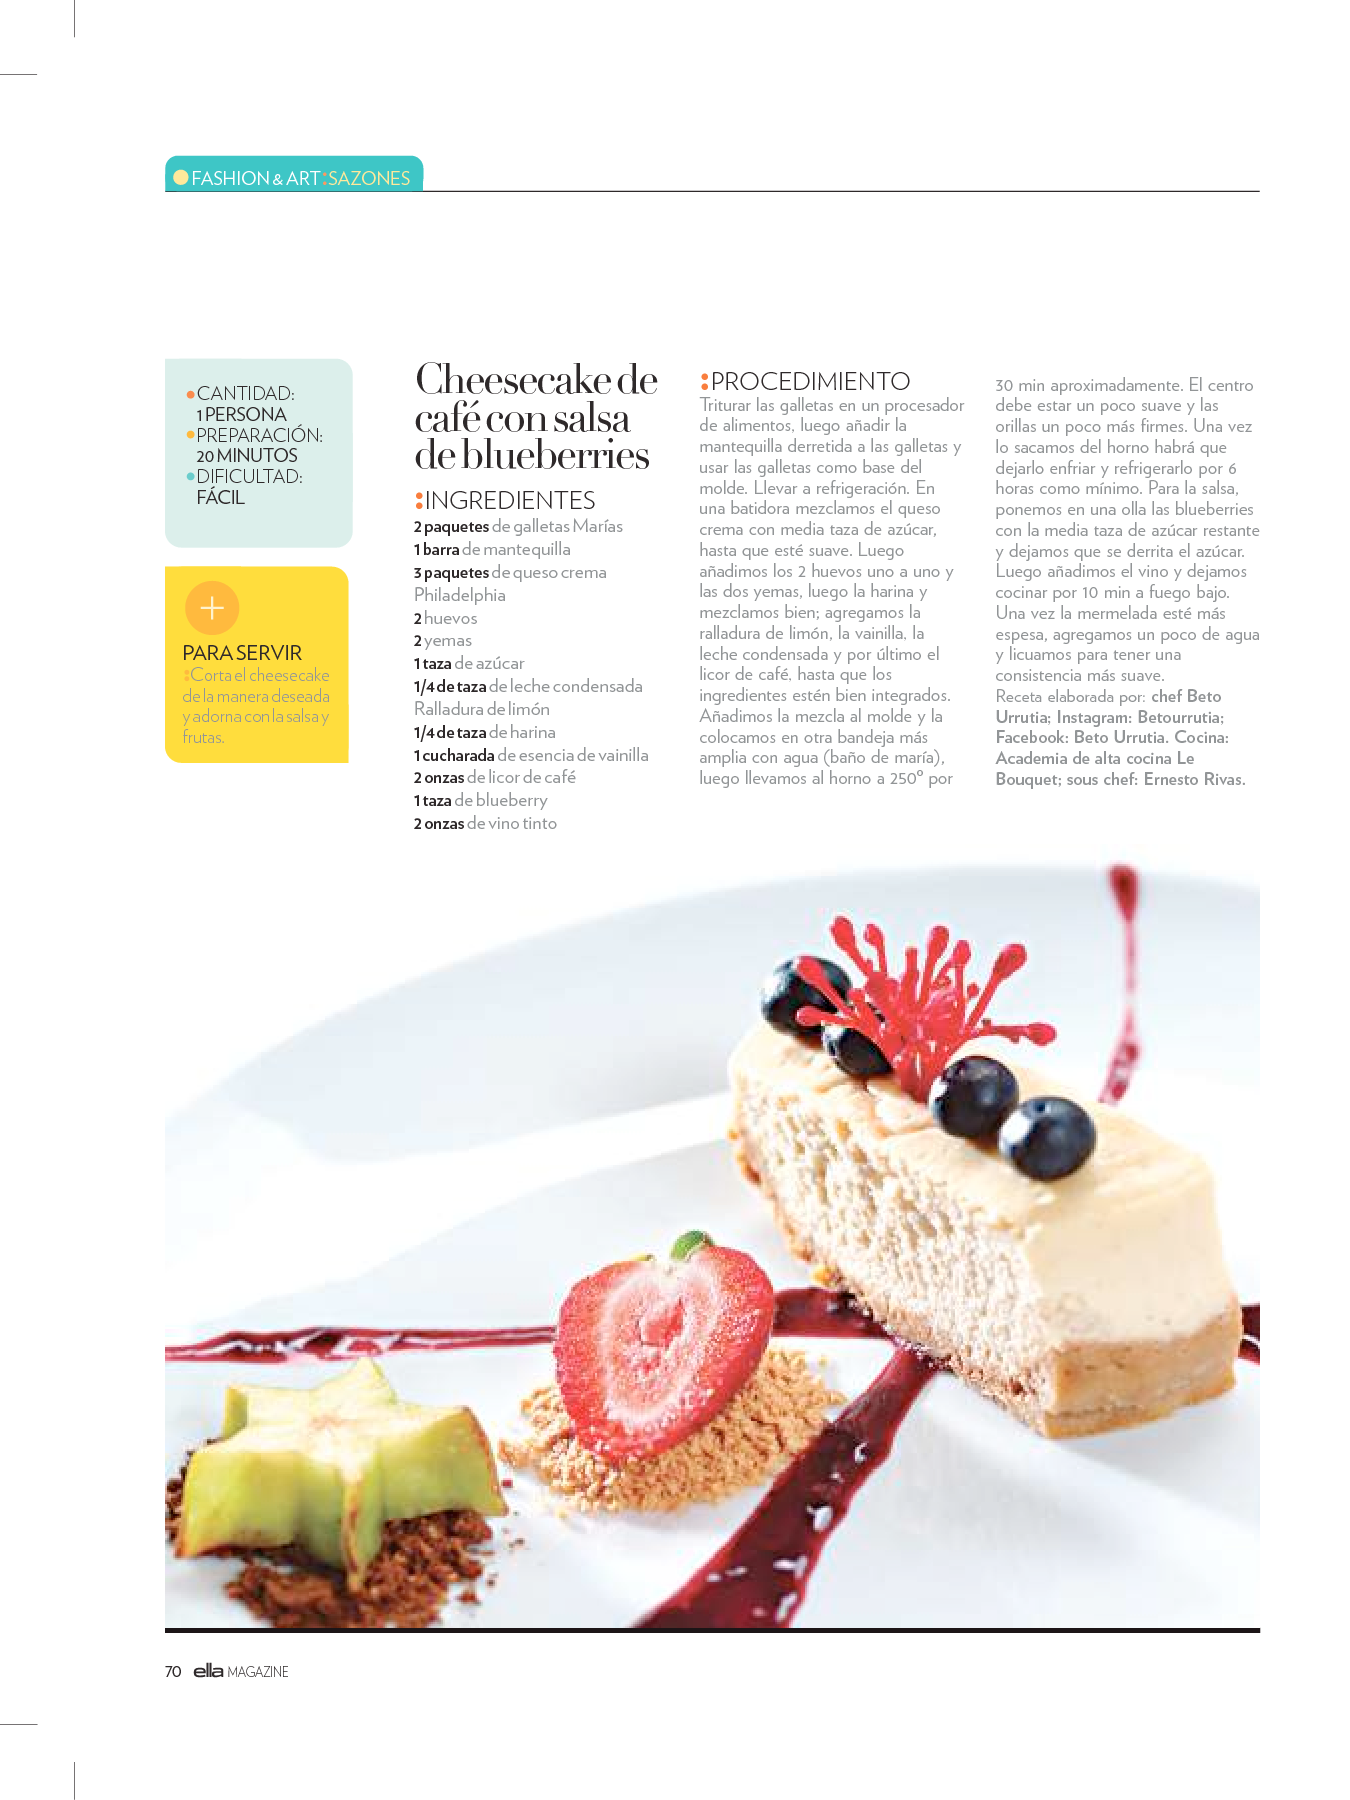 FASHION & ART:SAZONES
CANTIDAD:
1 PERSONA
PREPARACIÓN:
20 MINUTOS
DIFICULTAD:
FÁCIL
PARA SERVIR
:Corta el cheesecake
de la manera deseada
y adorna con la salsa y
frutas.
Cheesecake de
café con salsa
de blueberries
:INGREDIENTES
2 paquetes de galletas Marías
1 barra de mantequilla
3 paquetes de queso crema
Philadelphia
2 huevos
2 yemas
1 taza de azúcar
1/4 de taza de leche condensada
Ralladura de limón
1/4 de taza de harina
1 cucharada de esencia de vainilla
2 onzas de licor de café
1 taza de blueberry
2 onzas de vino tinto
:PROCEDIMIENTO
Triturar las galletas en un procesador
de alimentos, luego añadir la
mantequilla derretida a las galletas y
usar las galletas como base del
molde. Llevar a refrigeración. En
una batidora mezclamos el queso
crema con media taza de azúcar,
hasta que esté suave. Luego
añadimos los 2 huevos uno a uno y
las dos yemas, luego la harina y
mezclamos bien; agregamos la
ralladura de limón, la vainilla, la
leche condensada y por último el
licor de café, hasta que los
ingredientes estén bien integrados.
Añadimos la mezcla al molde y la
colocamos en otra bandeja más
amplia con agua (baño de maría),
luego llevamos al horno a 250° por
30 min aproximadamente. El centro
debe estar un poco suave y las
orillas un poco más firmes. Una vez
lo sacamos del horno habrá que
dejarlo enfriar y refrigerarlo por 6
horas como mínimo. Para la salsa,
ponemos en una olla las blueberries
con la media taza de azúcar restante
y dejamos que se derrita el azúcar.
Luego añadimos el vino y dejamos
cocinar por 10 min a fuego bajo.
Una vez la mermelada esté más
espesa, agregamos un poco de agua
y licuamos para tener una
consistencia más suave.
Receta elaborada por: chef Beto
Urrutia; Instagram: Betourrutia;
Facebook: Beto Urrutia. Cocina:
Academia de alta cocina Le
Bouquet; sous chef: Ernesto Rivas.
70 ella MAGAZINE